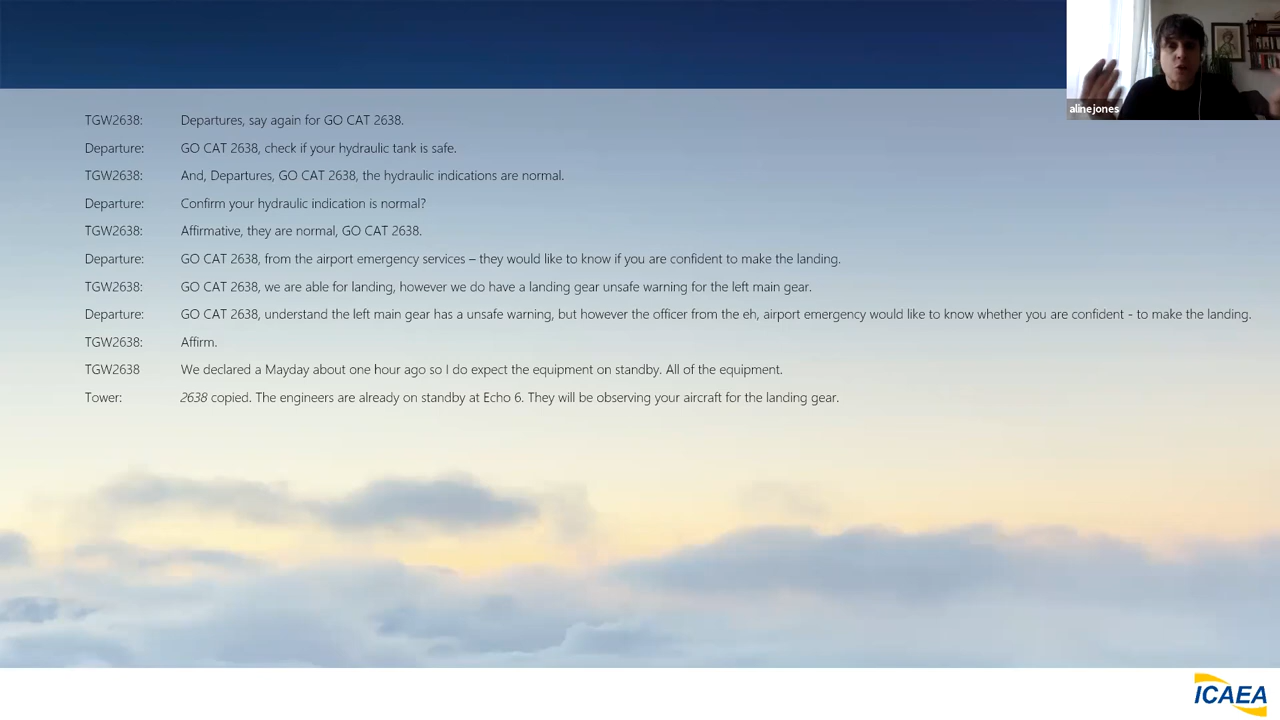 aline jones
TGW2638: Departures, say again for GO CAT 2638.
Departure: GO CAT 2638, check if your hydraulic tank is safe.
TGW2638: And, Departures, GO CAT 2638, the hydraulic indications are normal.
Departure: Confirm your hydraulic indication is normal?
TGW2638: Affirmative, they are normal, GO CAT 2638.
Departure: GO CAT 2638, from the airport emergency services – they would like to know if you are confident to make the landing.
TGW2638: GO CAT 2638, we are able for landing, however we do have a landing gear unsafe warning for the left main gear.
Departure: GO CAT 2638, understand the left main gear has a unsafe warning, but however the officer from the eh, airport emergency would like to know whether you are confident - to make the landing.
TGW2638: Affirm.
TGW2638 We declared a Mayday about one hour ago so I do expect the equipment on standby. All of the equipment.
Tower: 2638 copied. The engineers are already on standby at Echo 6. They will be observing your aircraft for the landing gear.
ICAEA